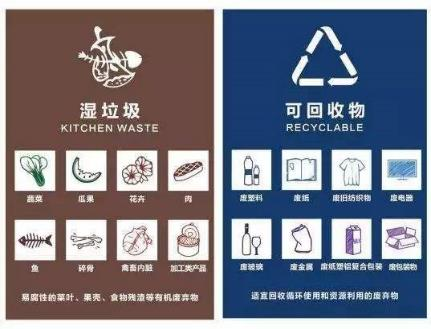 湿垃圾
KITCHEN WASTE
蔬菜 瓜果 花卉 肉
鱼 碎骨 禽畜内脏 加工类产品
易腐性的菜叶、果壳、食物残渣等有机废弃物
可回收物
RECYCLABLE
废塑料 废纸 废旧纺织物 废电器
废玻璃 废金属 废纸塑铝复合包装 废包装物
适宜回收循环使用和资源利用的废弃物